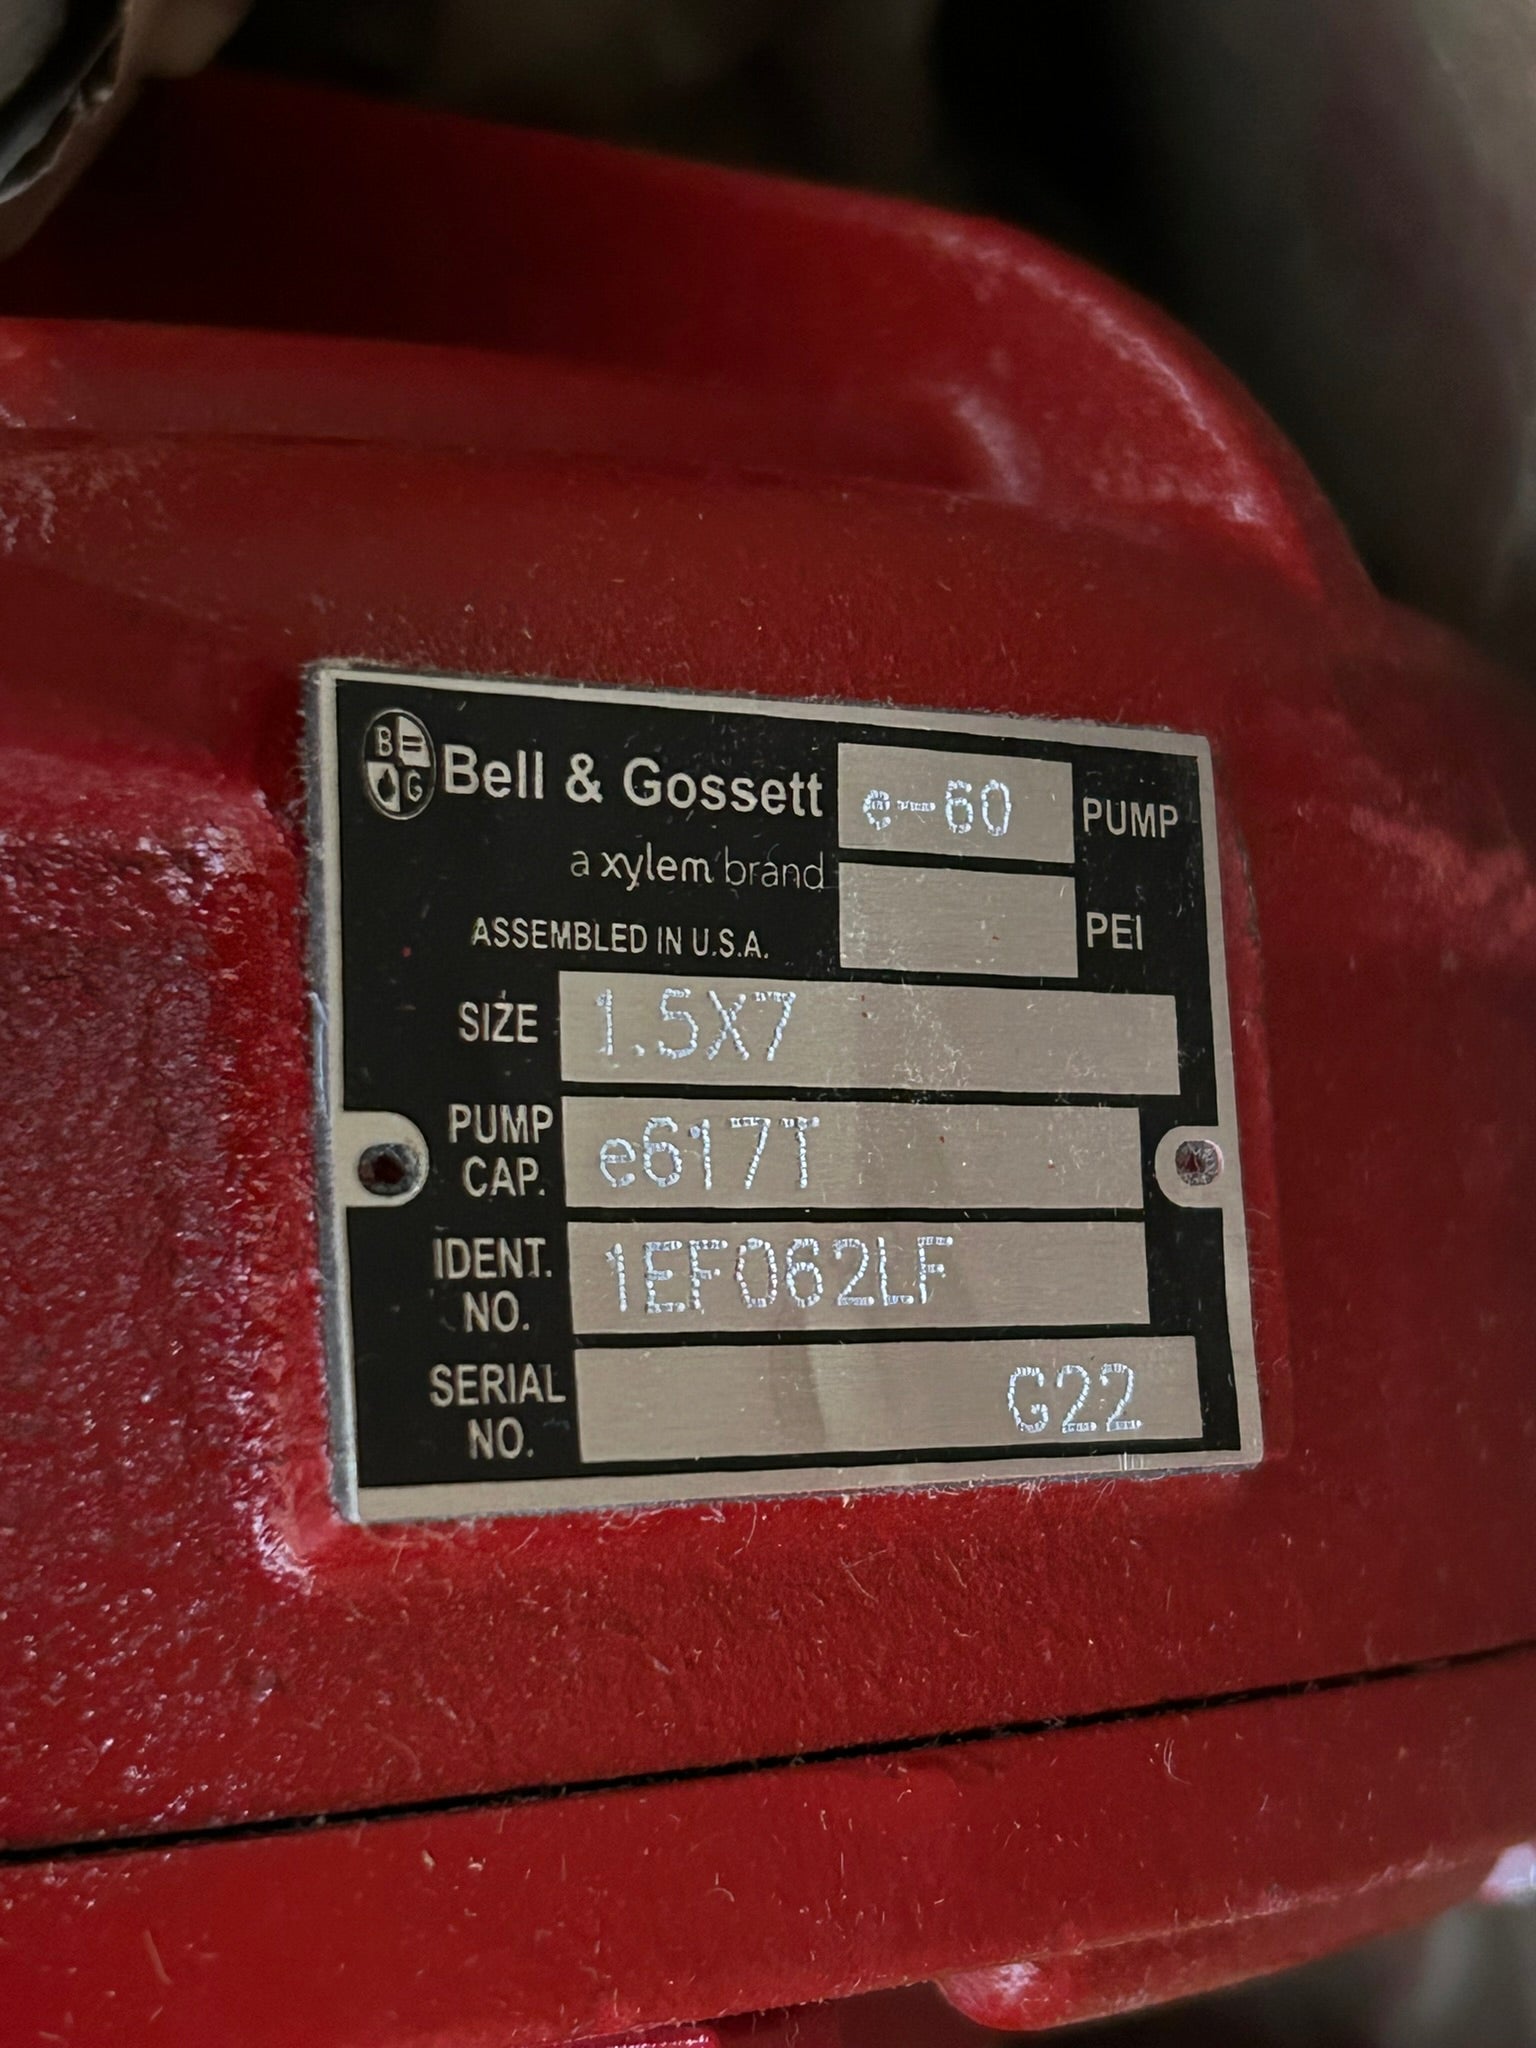 B G Bell & Gossett e-60 PUMP
a xylem brand
ASSEMBLED IN U.S.A. PEI
SIZE 1.5X7
PUMP CAP. e617T
IDENT. NO. 1EF062LF
SERIAL NO. G22